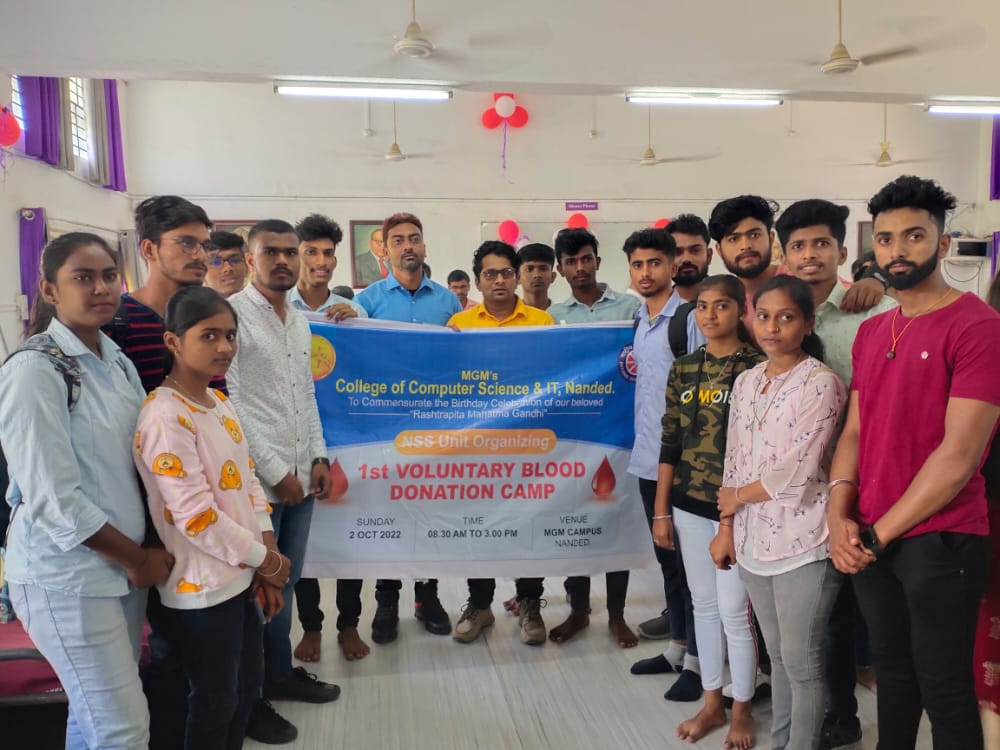 MGM's
College of Computer Science & IT, Nanded.
To Commensurate the Birthday Celebration of our beloved
"Rashtrapita Mahatma Gandhi"
NSS Unit Organizing
1st VOLUNTARY BLOOD
DONATION CAMP
SUNDAY TIME VENUE
2 OCT 2022 08.30 AM TO 3.00 PM MGM CAMPUS
NANDED.